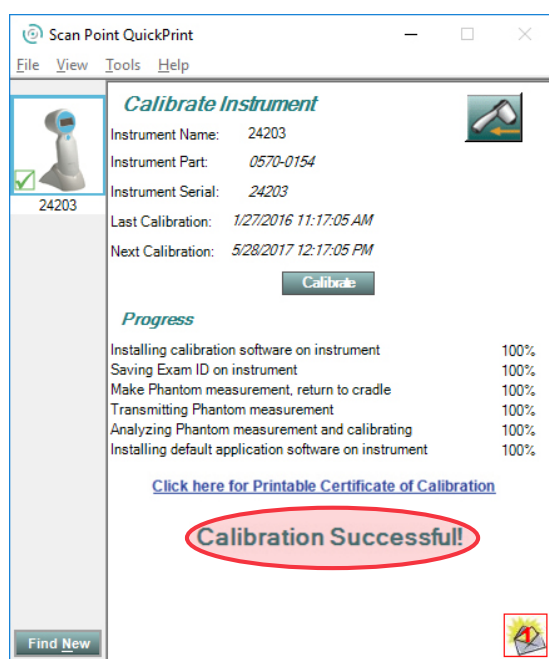 Scan Point QuickPrint
File View Tools Help
24203
Calibrate Instrument
Instrument Name: 24203
Instrument Part: 0570-0154
Instrument Serial: 24203
Last Calibration: 1/27/2016 11:17:05 AM
Next Calibration: 5/28/2017 12:17:05 PM
Calibrate
Progress
Installing calibration software on instrument 100%
Saving Exam ID on instrument 100%
Make Phantom measurement, return to cradle 100%
Transmitting Phantom measurement 100%
Analyzing Phantom measurement and calibrating 100%
Installing default application software on instrument 100%
Click here for Printable Certificate of Calibration
Calibration Successful!
Find New
1